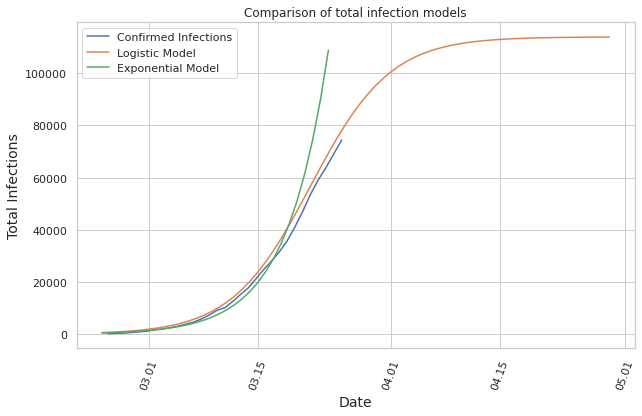 Comparison of total infection models
Confirmed Infections
Logistic Model
Exponential Model
Total Infections
100000
80000
60000
40000
20000
0
03.01
03.15
04.01
04.15
05.01
Date